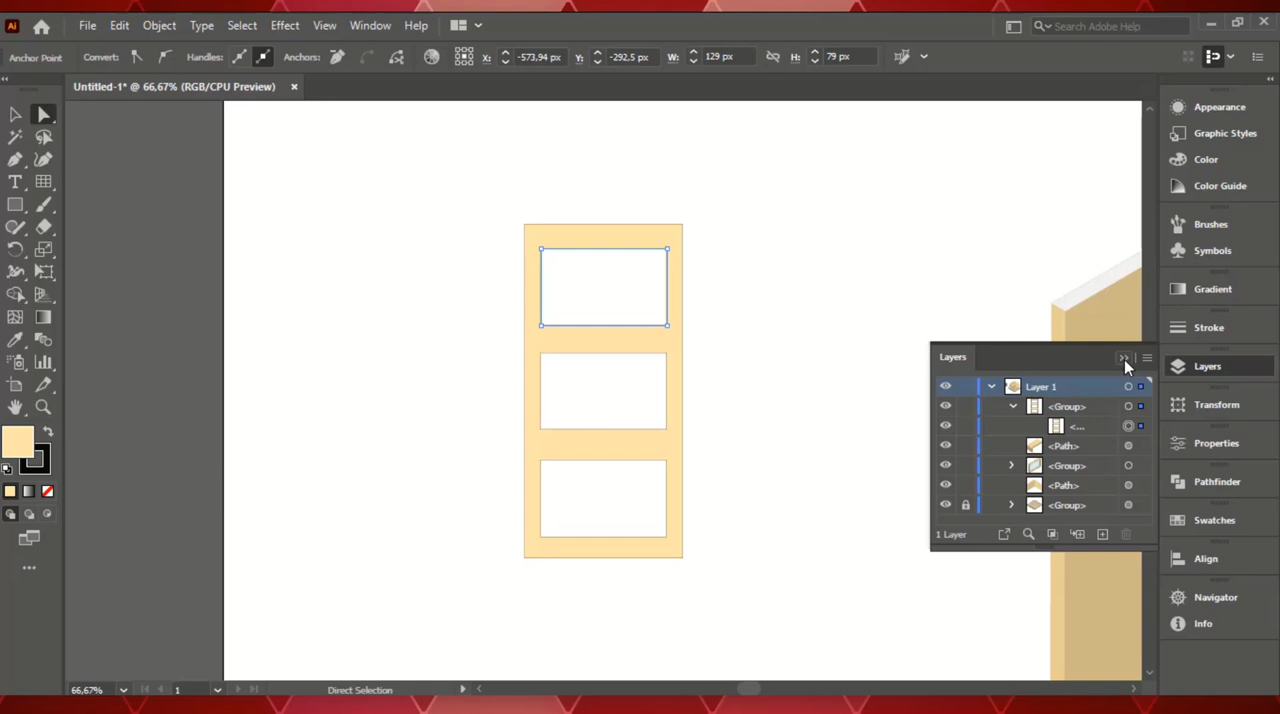 Ai File Edit Object Type Select Effect View Window Help Search Adobe Help
Anchor Point Convert: Handles: Anchors: X: -573,94 px Y: -292,5 px W: 129 px H: 79 px
Untitled-1* @ 66,67% (RGB/CPU Preview) ×
Appearance
Graphic Styles
Color
Color Guide
Brushes
Symbols
Gradient
Stroke
Layers
Transform
Properties
Pathfinder
Swatches
Align
Navigator
Info
Layers
Layer 1
<Group>
<...
<Path>
<Group>
<Path>
<Group>
1 Layer
66,67% 1 Direct Selection